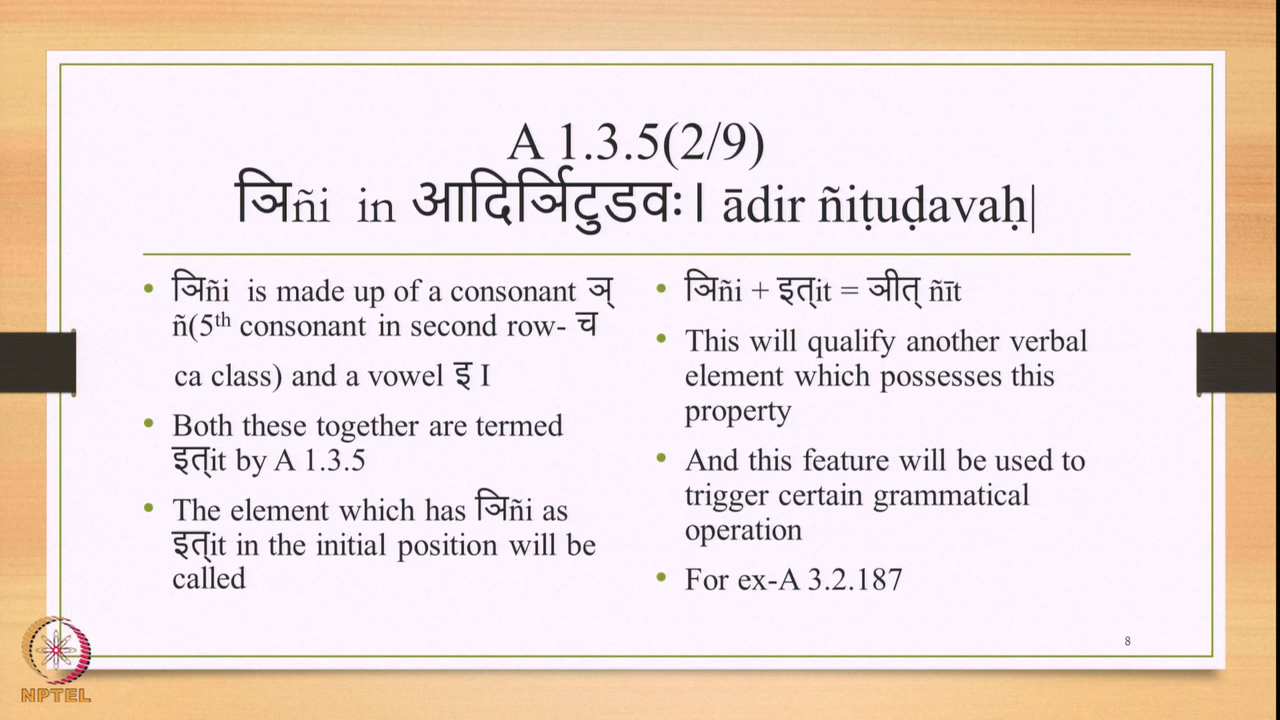 A 1.3.5(2/9)
ञिñi in आदिर्ञिटुडवः। ādir ñiṭuḍavaḥ|
• ञिñi is made up of a consonant ञ्
ñ(5th consonant in second row- च
ca class) and a vowel इ I
• Both these together are termed
इत्it by A 1.3.5
• The element which has ञिñi as
इत्it in the initial position will be
called
• ञिñi + इत्it = ञीत् ñīt
• This will qualify another verbal
element which possesses this
property
• And this feature will be used to
trigger certain grammatical
operation
• For ex-A 3.2.187
8
NPTEL